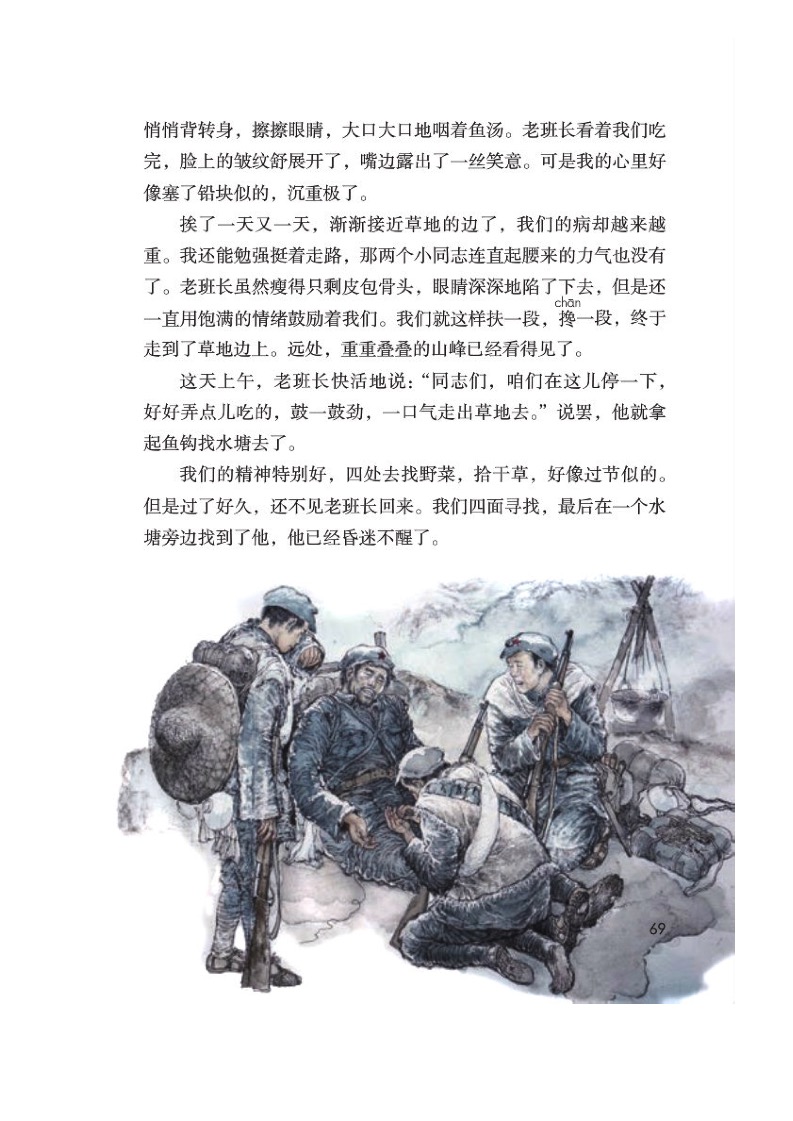 悄悄背转身，擦擦眼睛，大口大口地咽着鱼汤。老班长看着我们吃
完，脸上的皱纹舒展开了，嘴边露出了一丝笑意。可是我的心里好
像塞了铅块似的，沉重极了。
挨了一天又一天，渐渐接近草地的边了，我们的病却越来越
重。我还能勉强挺着走路，那两个小同志连直起腰来的力气也没有
了。老班长虽然瘦得只剩皮包骨头，眼睛深深地陷了下去，但是还
chān
一直用饱满的情绪鼓励着我们。我们就这样扶一段，搀一段，终于
走到了草地边上。远处，重重叠叠的山峰已经看得见了。
这天上午，老班长快活地说：“同志们，咱们在这儿停一下，
好好弄点儿吃的，鼓一鼓劲，一口气走出草地去。”说罢，他就拿
起鱼钩找水塘去了。
我们的精神特别好，四处去找野菜，拾干草，好像过节似的。
但是过了好久，还不见老班长回来。我们四面寻找，最后在一个水
塘旁边找到了他，他已经昏迷不醒了。
69